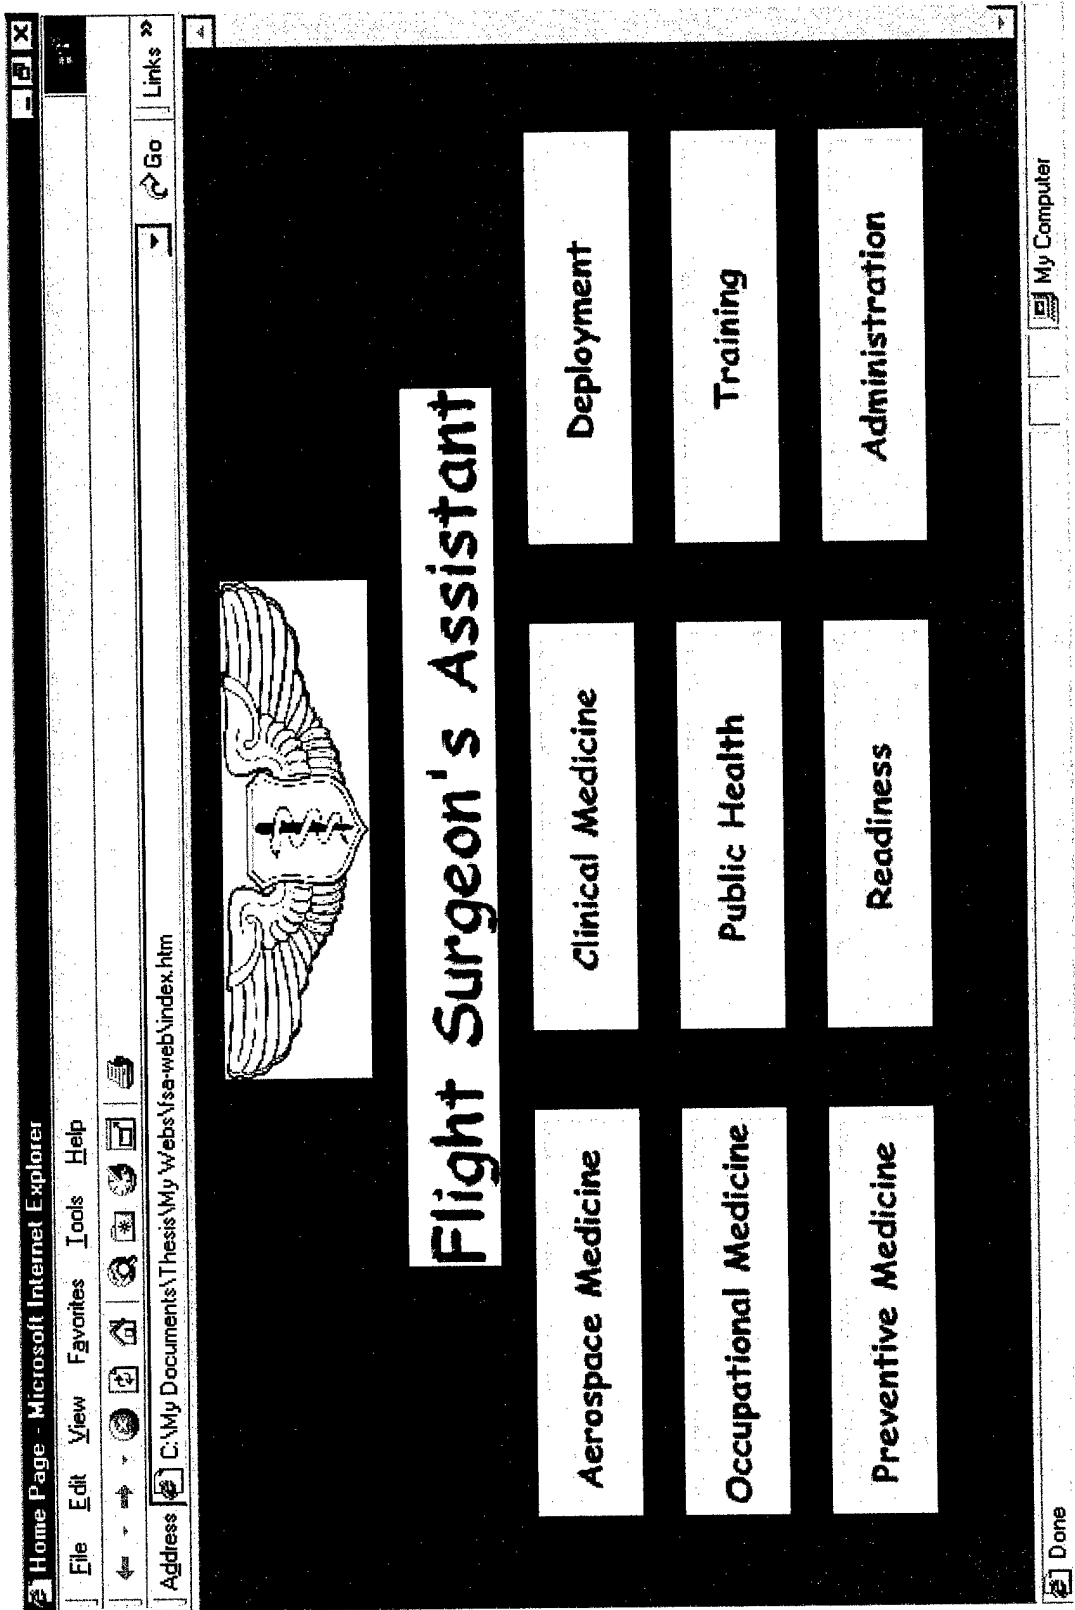 Home Page - Microsoft Internet Explorer
File Edit View Favorites Tools Help
Address C:\My Documents\Thesis\My Webs\fsa-web\index.htm Go Links »
Flight Surgeon's Assistant
Aerospace Medicine Clinical Medicine Deployment
Occupational Medicine Public Health Training
Preventive Medicine Readiness Administration
Done My Computer